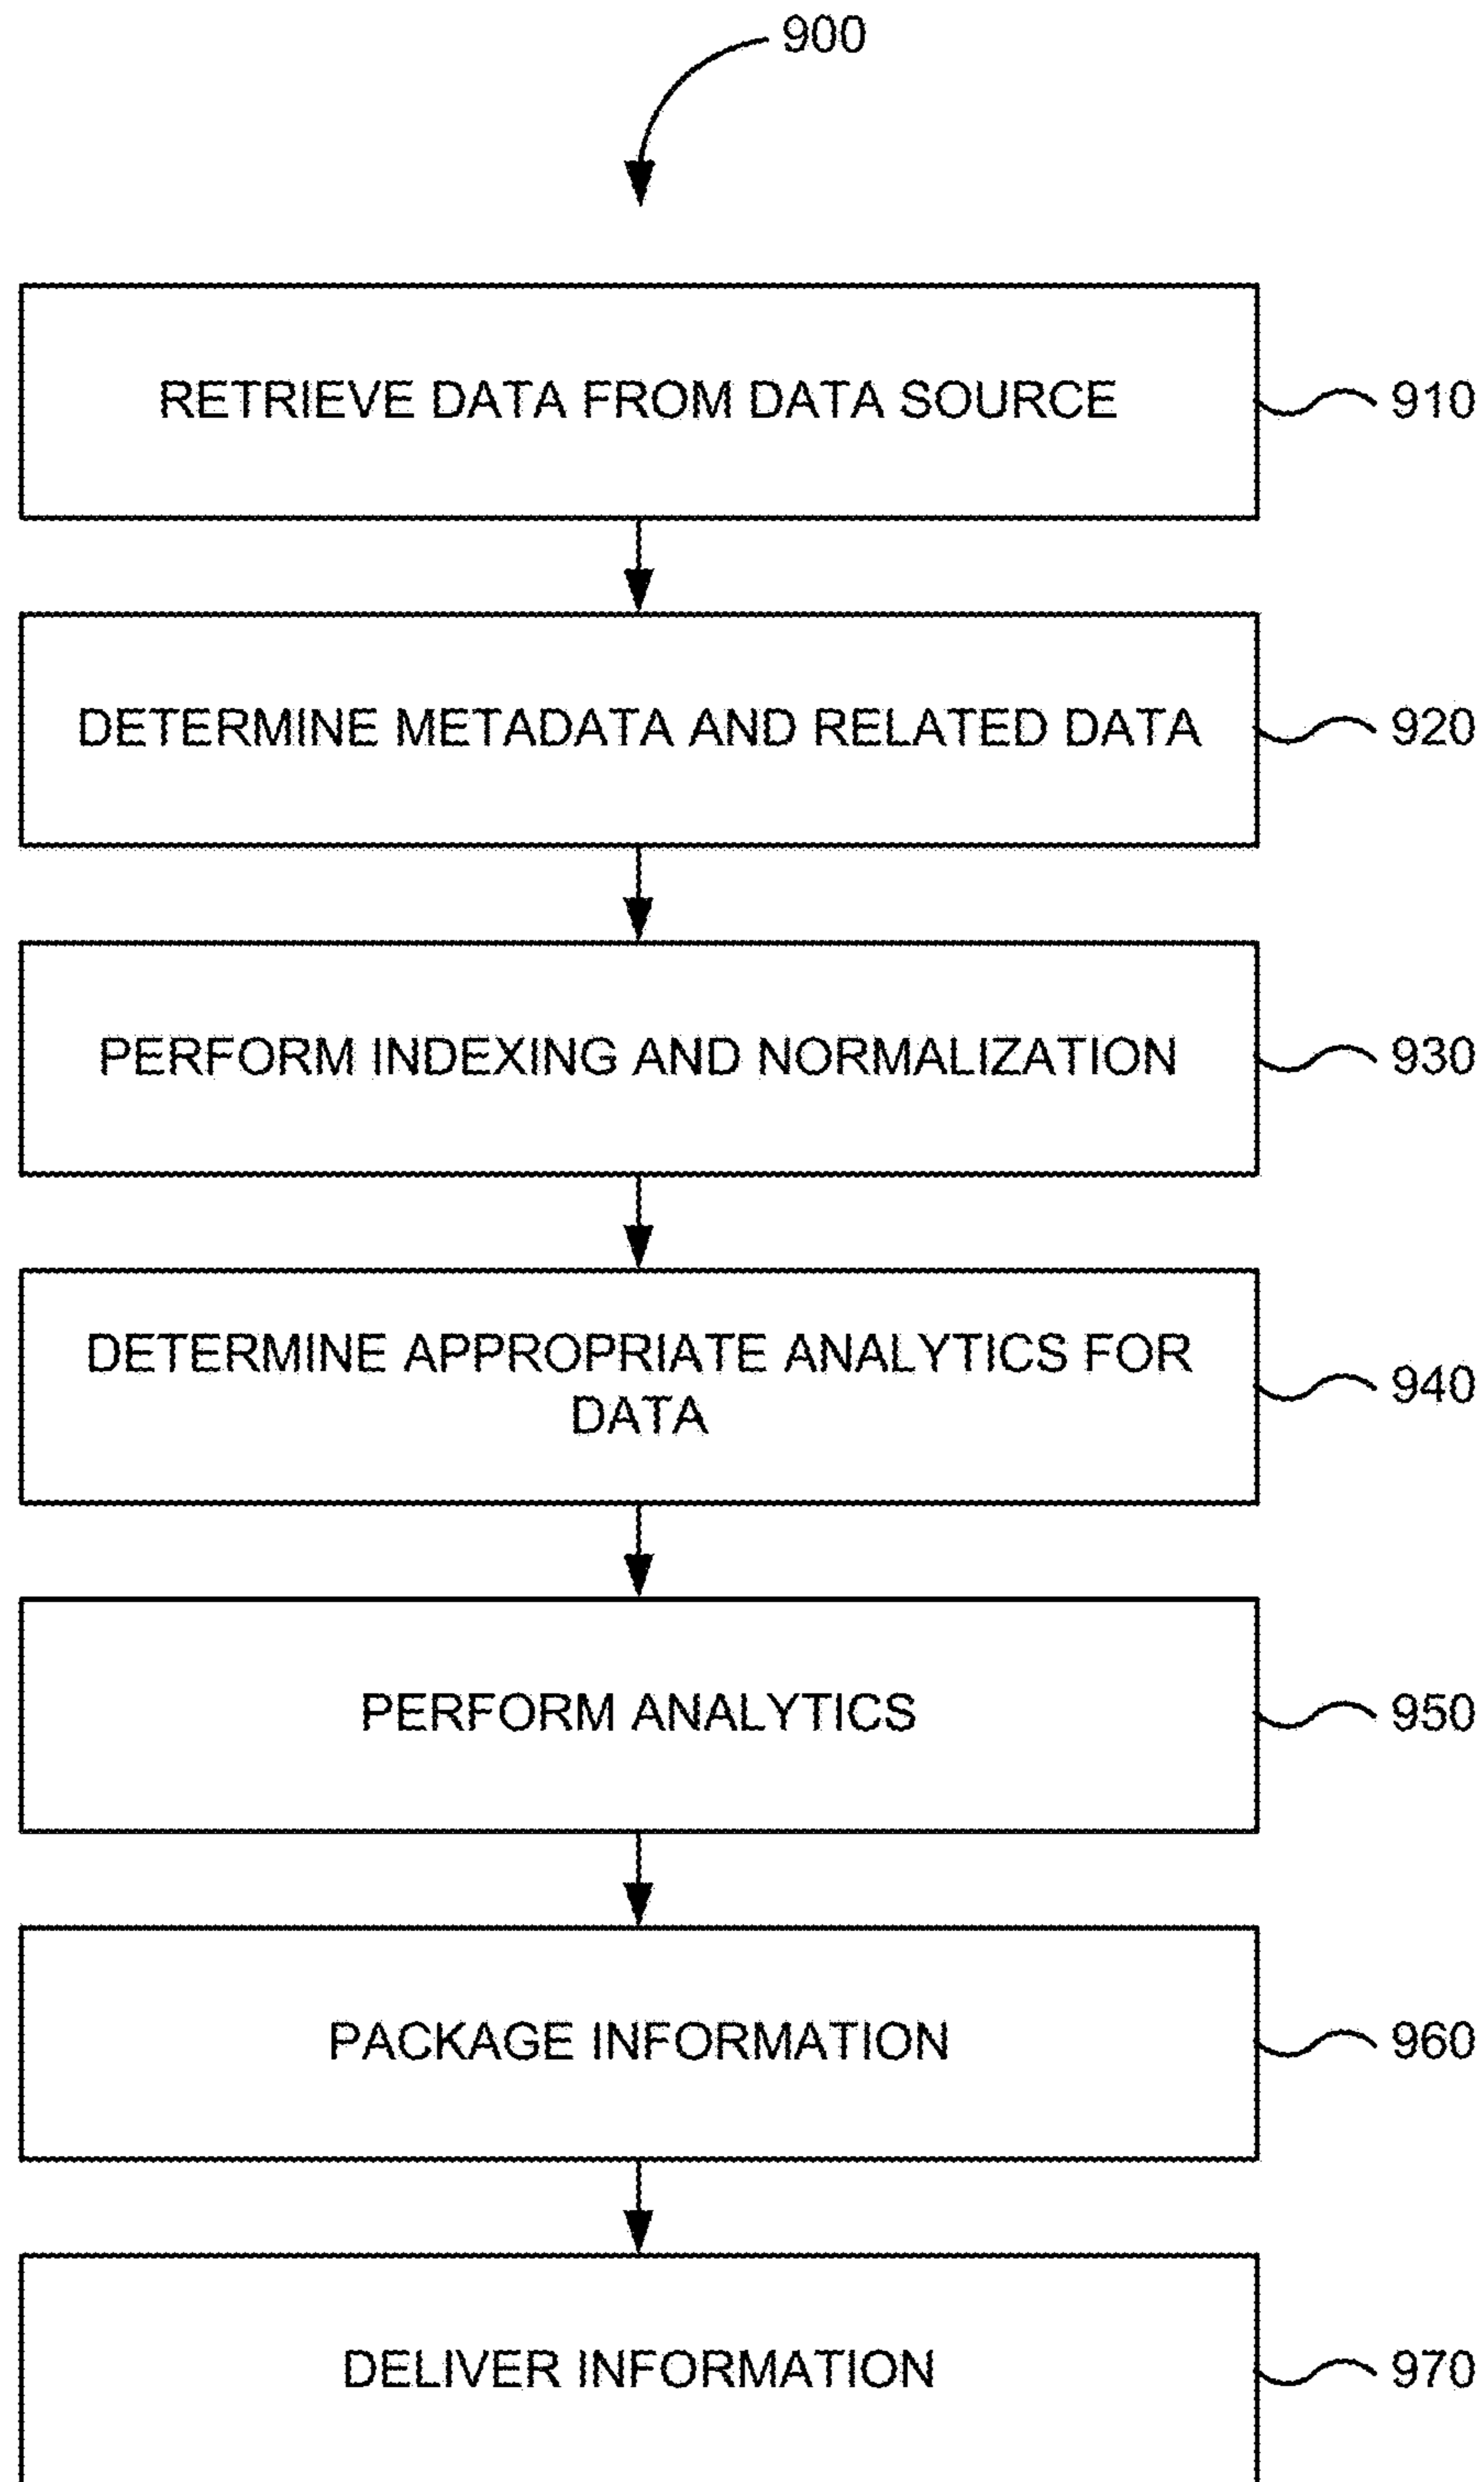 900
RETRIEVE DATA FROM DATA SOURCE
910
DETERMINE METADATA AND RELATED DATA
920
PERFORM INDEXING AND NORMALIZATION
930
DETERMINE APPROPRIATE ANALYTICS FOR
DATA
940
PERFORM ANALYTICS
950
PACKAGE INFORMATION
960
DELIVER INFORMATION
970